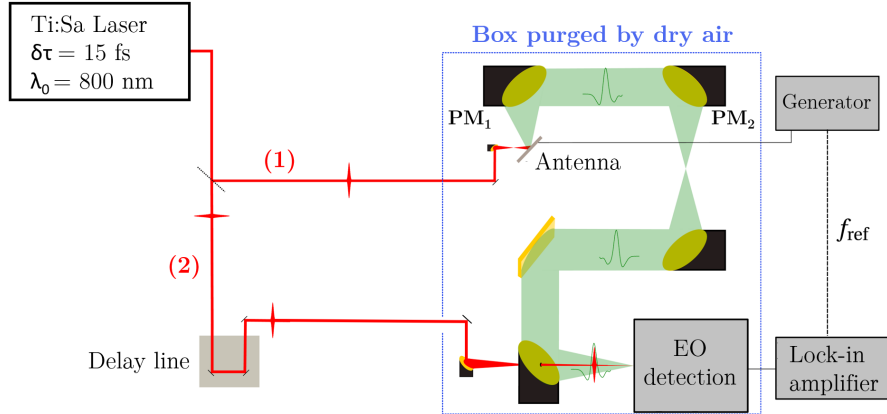 Ti:Sa Laser
δτ = 15 fs
λ₀ = 800 nm
Box purged by dry air
PM₁
PM₂
Generator
(1)
Antenna
f_ref
(2)
Delay line
EO
detection
Lock-in
amplifier